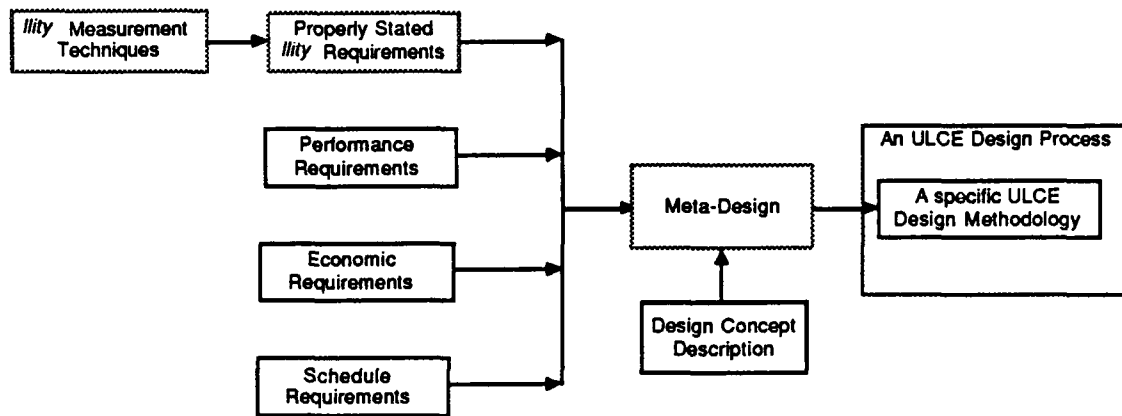 Ility Measurement
Techniques
Properly Stated
Ility Requirements
Performance
Requirements
Economic
Requirements
Schedule
Requirements
Meta-Design
Design Concept
Description
An ULCE Design Process
A specific ULCE
Design Methodology